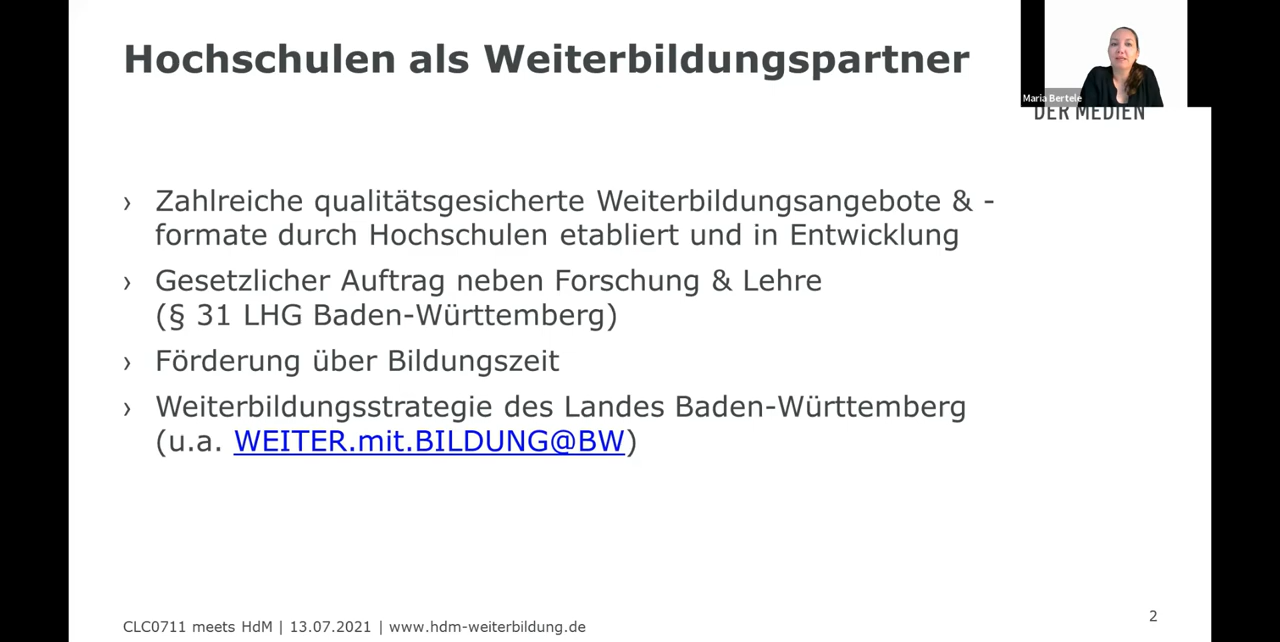 Hochschulen als Weiterbildungspartner
Maria Bertele
DER MEDIEN
› Zahlreiche qualitätsgesicherte Weiterbildungsangebote & -
formate durch Hochschulen etabliert und in Entwicklung
› Gesetzlicher Auftrag neben Forschung & Lehre
(§ 31 LHG Baden-Württemberg)
› Förderung über Bildungszeit
› Weiterbildungsstrategie des Landes Baden-Württemberg
(u.a. WEITER.mit.BILDUNG@BW)
2
CLC0711 meets HdM | 13.07.2021 | www.hdm-weiterbildung.de